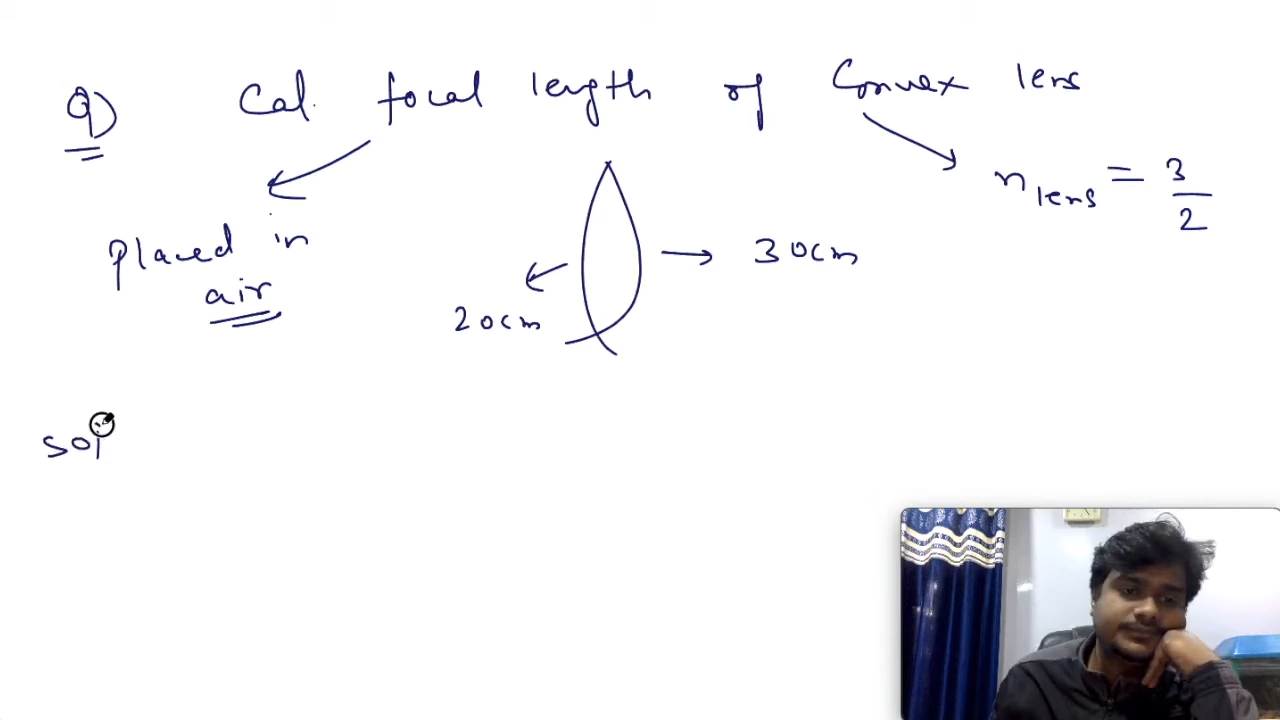 Q) Cal. focal length of Convex lens
n lens = 3/2
placed in
air
30cm
20cm
sol